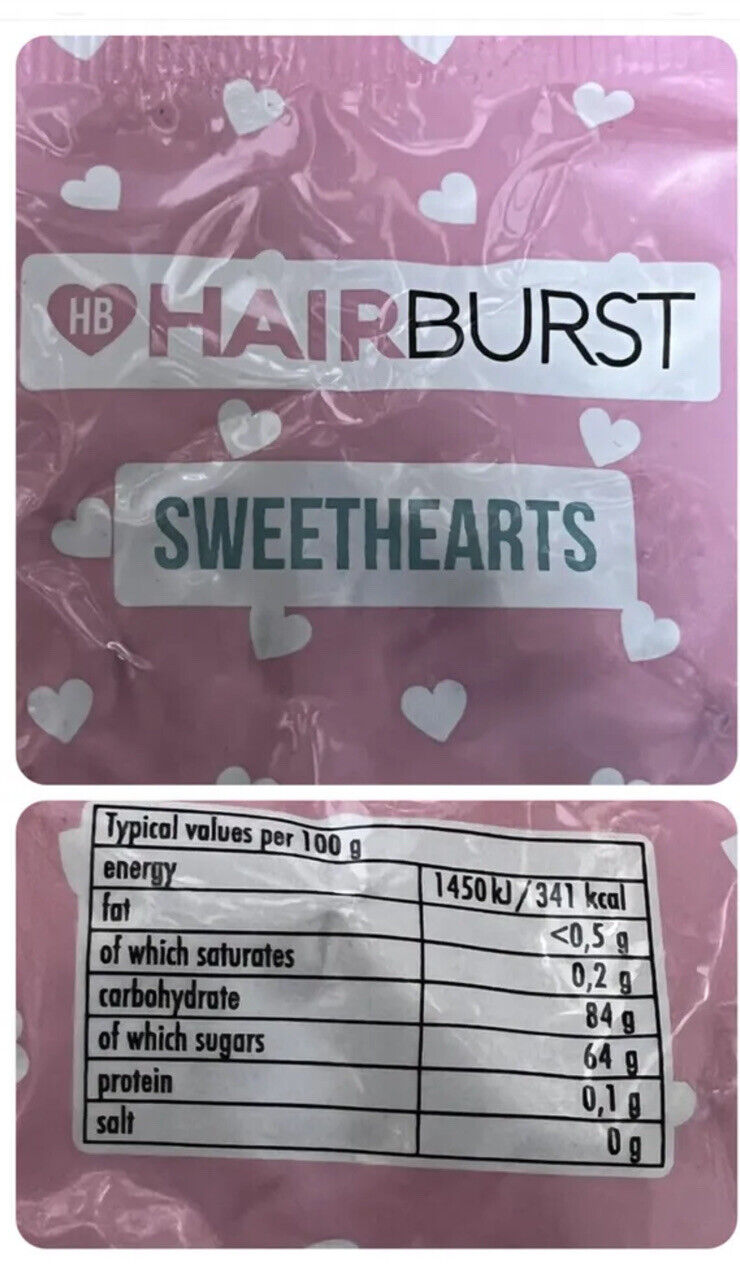 HB HAIRBURST
SWEETHEARTS
Typical values per 100 g
energy 1450 kJ/341 kcal
fat <0,5 g
of which saturates 0,2 g
carbohydrate 84 g
of which sugars 64 g
protein 0,1 g
salt 0 g